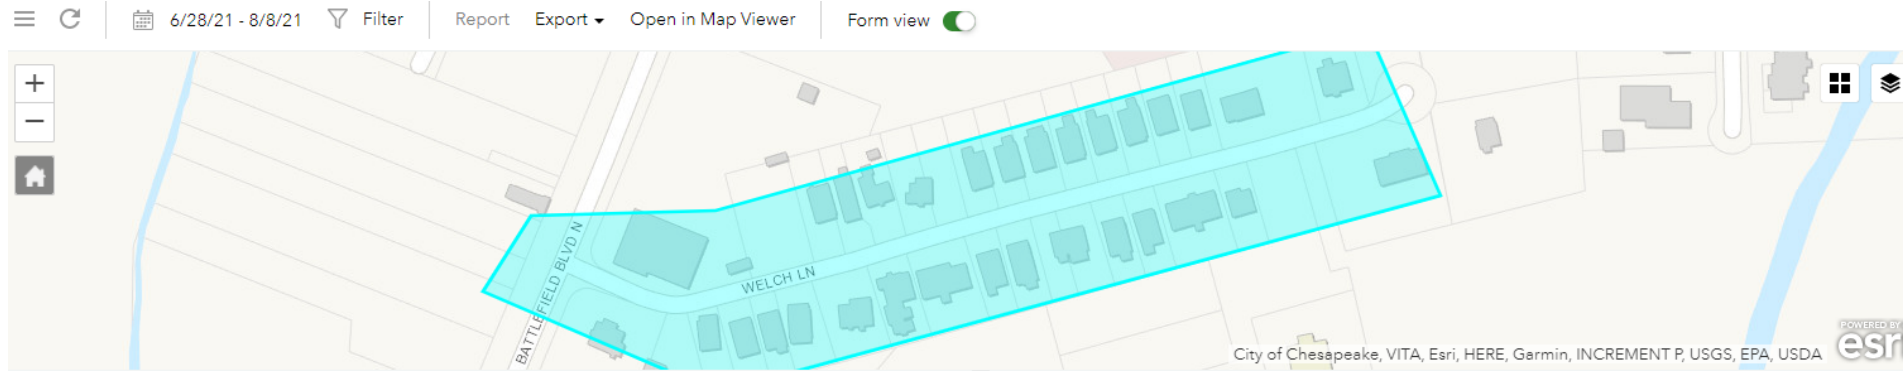 6/28/21 - 8/8/21 Filter Report Export Open in Map Viewer Form view
+
−
BATTLEFIELD BLVD N
WELCH LN
City of Chesapeake, VITA, Esri, HERE, Garmin, INCREMENT P, USGS, EPA, USDA
POWERED BY
esri